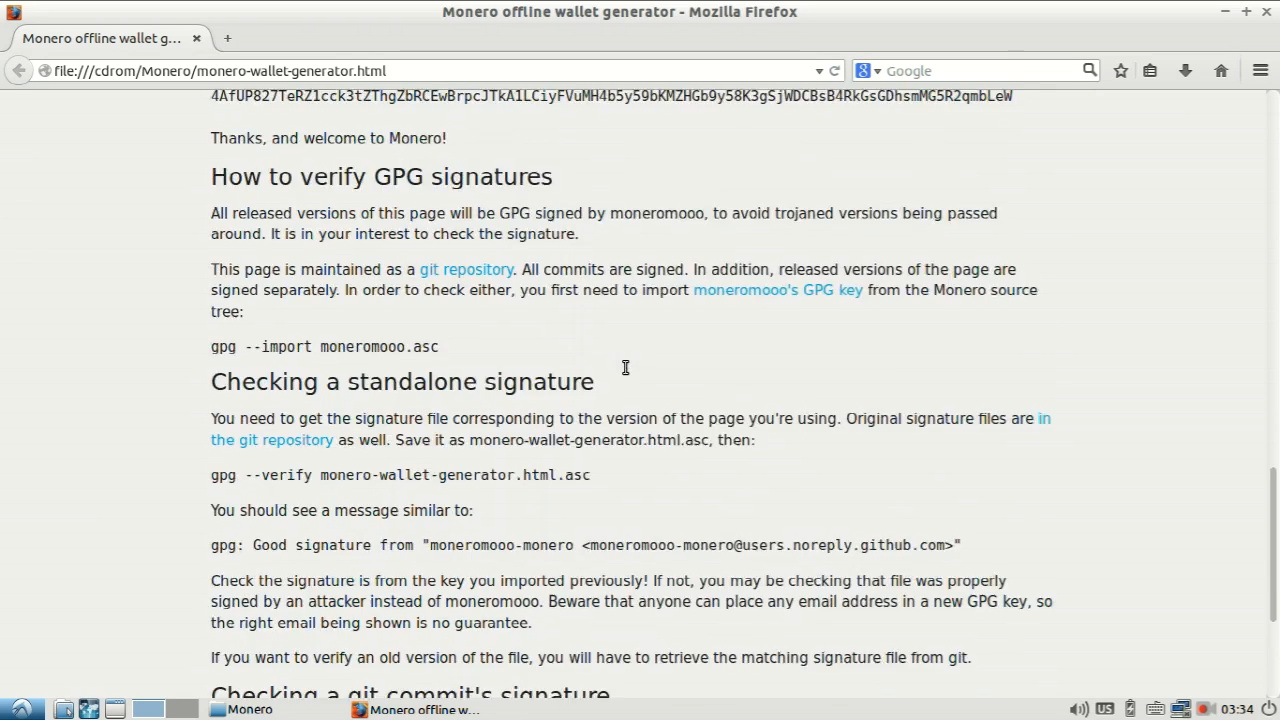 Monero offline wallet generator - Mozilla Firefox
Monero offline wallet g...
file:///cdrom/Monero/monero-wallet-generator.html
Google
4AfUP827TeRZ1cck3tZThgZbRCEwBrpcJTkA1LCiyFVuMH4b5y59bKMZHGb9y58K3gSjWDCBsB4RkGsGDhsmMG5R2qmbLeW
Thanks, and welcome to Monero!
How to verify GPG signatures
All released versions of this page will be GPG signed by moneromooo, to avoid trojaned versions being passed
around. It is in your interest to check the signature.
This page is maintained as a git repository. All commits are signed. In addition, released versions of the page are
signed separately. In order to check either, you first need to import moneromooo's GPG key from the Monero source
tree:
gpg --import moneromooo.asc
Checking a standalone signature
You need to get the signature file corresponding to the version of the page you're using. Original signature files are in
the git repository as well. Save it as monero-wallet-generator.html.asc, then:
gpg --verify monero-wallet-generator.html.asc
You should see a message similar to:
gpg: Good signature from "moneromooo-monero <moneromooo-monero@users.noreply.github.com>"
Check the signature is from the key you imported previously! If not, you may be checking that file was properly
signed by an attacker instead of moneromooo. Beware that anyone can place any email address in a new GPG key, so
the right email being shown is no guarantee.
If you want to verify an old version of the file, you will have to retrieve the matching signature file from git.
Checking a git commit's signature
Monero
Monero offline w...
US
03:34